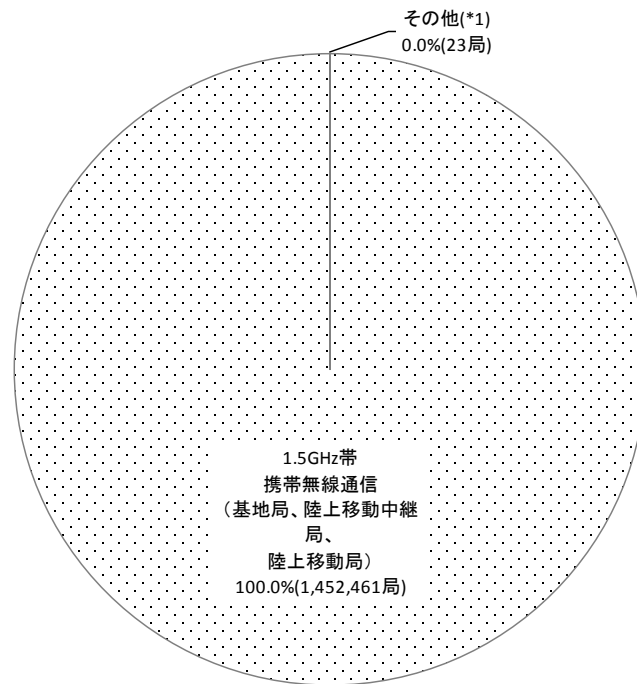 その他(*1)
0.0%(23局)
1.5GHz帯
携帯無線通信
（基地局、陸上移動中継
局、
陸上移動局）
100.0%(1,452,461局)